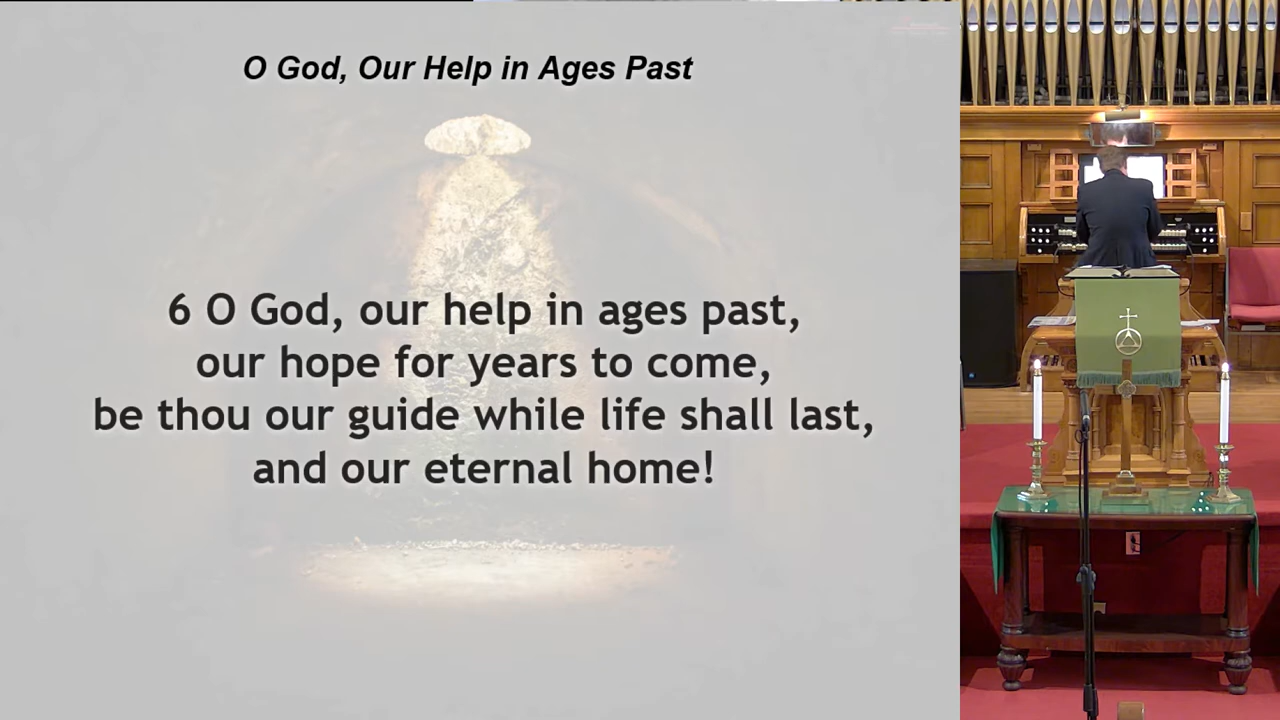 O God, Our Help in Ages Past
6 O God, our help in ages past,
our hope for years to come,
be thou our guide while life shall last,
and our eternal home!